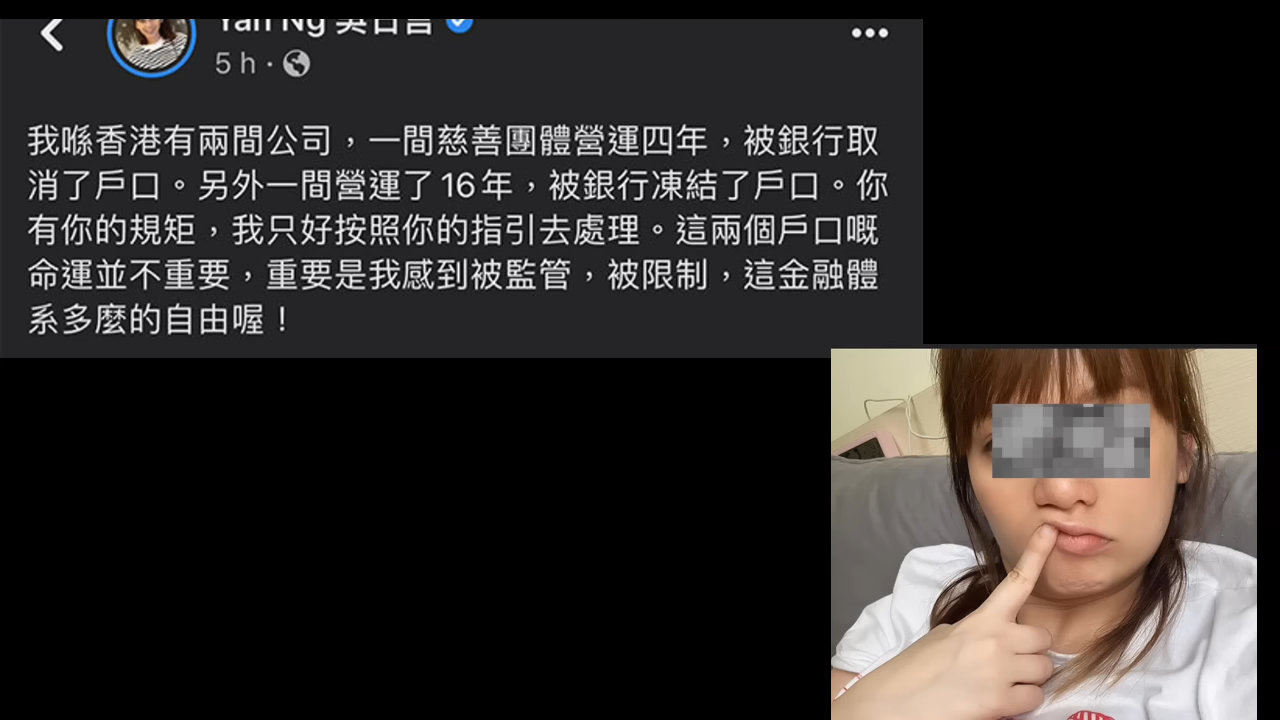 Yan Ng 吳日言
5 h ·
我喺香港有兩間公司，一間慈善團體營運四年，被銀行取
消了戶口。另外一間營運了16年，被銀行凍結了戶口。你
有你的規矩，我只好按照你的指引去處理。這兩個戶口嘅
命運並不重要，重要是我感到被監管，被限制，這金融體
系多麼的自由喔！